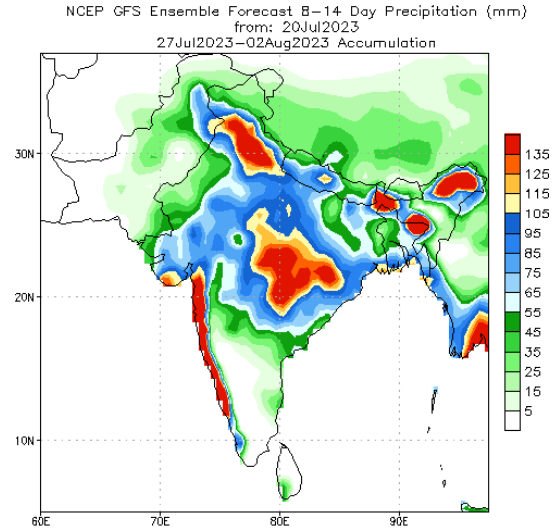 NCEP GFS Ensemble Forecast 8-14 Day Precipitation (mm)
from: 20Jul2023
27Jul2023-02Aug2023 Accumulation
30N
20N
10N
60E
70E
80E
90E
135
125
115
105
95
85
75
65
55
45
35
25
15
5